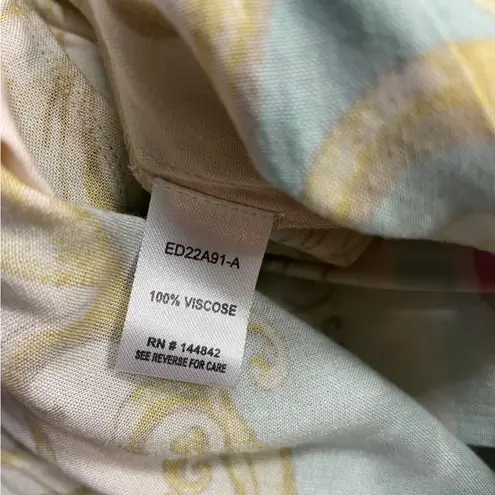 ED22A91-A
100% VISCOSE
RN # 144842
SEE REVERSE FOR CARE